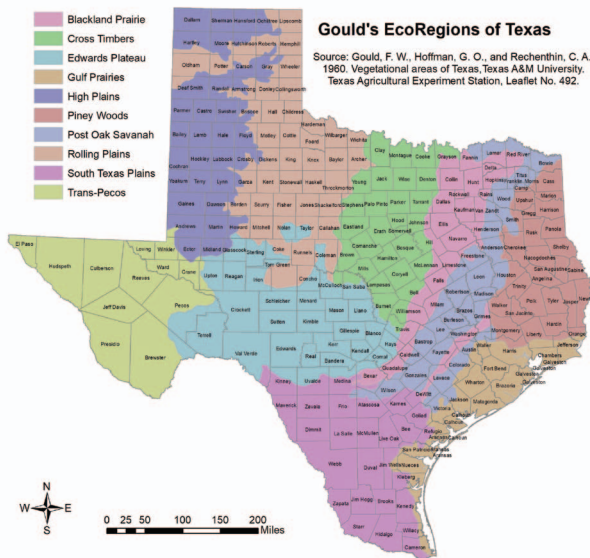 Gould's EcoRegions of Texas
Source: Gould, F. W., Hoffman, G. O., and Rechenthin, C. A.
1960. Vegetational areas of Texas,Texas A&M University.
Texas Agricultural Experiment Station, Leaflet No. 492.
Blackland Prairie
Cross Timbers
Edwards Plateau
Gulf Prairies
High Plains
Piney Woods
Post Oak Savanah
Rolling Plains
South Texas Plains
Trans-Pecos
Dallam
Sherman Hansford Ochiltree Lipscomb
Hartley Moore Hutchinson Roberts Hemphill
Oldham Potter Carson Gray Wheeler
Deaf Smith Randall Armstrong Donley Collingsworth
Parmer Castro Swisher Briscoe Hall Childress
Hardeman
Bailey Lamb Hale Floyd Motley Cottle Foard Wilbarger Wichita
Clay Montague Cooke Grayson Fannin Lamar Red River Bowie
Cochran Hockley Lubbock Crosby Dickens King Knox Baylor Archer
Delta Titus Franklin Morris Cass
Young Jack Wise Denton Collin Hunt Hopkins Camp
Yoakum Terry Lynn Garza Kent Stonewall Haskell Throckmorton
Rockwall Rains Wood Upshur Marion Harrison
Stephens Palo Pinto Parker Tarrant Dallas Kaufman Van Zandt Gregg
Gaines Dawson Borden Scurry Fisher Jones Shackelford
Smith Rusk Panola
Hood Johnson Ellis Henderson
Andrews Martin Howard Mitchell Nolan Taylor Callahan Eastland Erath Somervell
Hill Navarro Anderson Cherokee Shelby
Comanche Bosque Nacogdoches
El Paso Loving Winkler Ector Midland Glasscock Sterling Coke Runnels Coleman Brown
Hamilton McLennan Limestone Freestone San Augustine Sabine
Hudspeth Culberson Reeves Ward Crane Upton Reagan Irion Tom Green Concho McCulloch
Mills Coryell Leon Houston Angelina
San Saba Lampasas Bell Falls Robertson Madison Trinity
Jeff Davis Pecos Crockett Schleicher Menard Mason Llano Burnet
Milam Walker Polk Tyler Jasper Newton
Williamson Brazos Grimes San Jacinto
Sutton Kimble Gillespie Blanco Travis Lee Burleson Washington Montgomery Liberty Hardin Orange
Presidio Brewster Terrell Val Verde Edwards Real Kerr Kendall Hays Bastrop
Bandera Comal Caldwell Fayette Austin Waller Harris Jefferson
Chambers
Guadalupe Colorado Fort Bend Galveston
Kinney Uvalde Medina Bexar Gonzales Lavaca Wharton Brazoria
Wilson DeWitt Jackson Matagorda
Maverick Zavala Frio Atascosa Karnes Victoria
Goliad Calhoun
Dimmit La Salle McMullen Live Oak Bee Refugio
Aransas
San Patricio
Webb Duval Jim Wells Nueces
Kleberg
Zapata Jim Hogg Brooks Kenedy
Starr Hidalgo Willacy
Cameron
N
W E
S
0 25 50 100 150 200
Miles